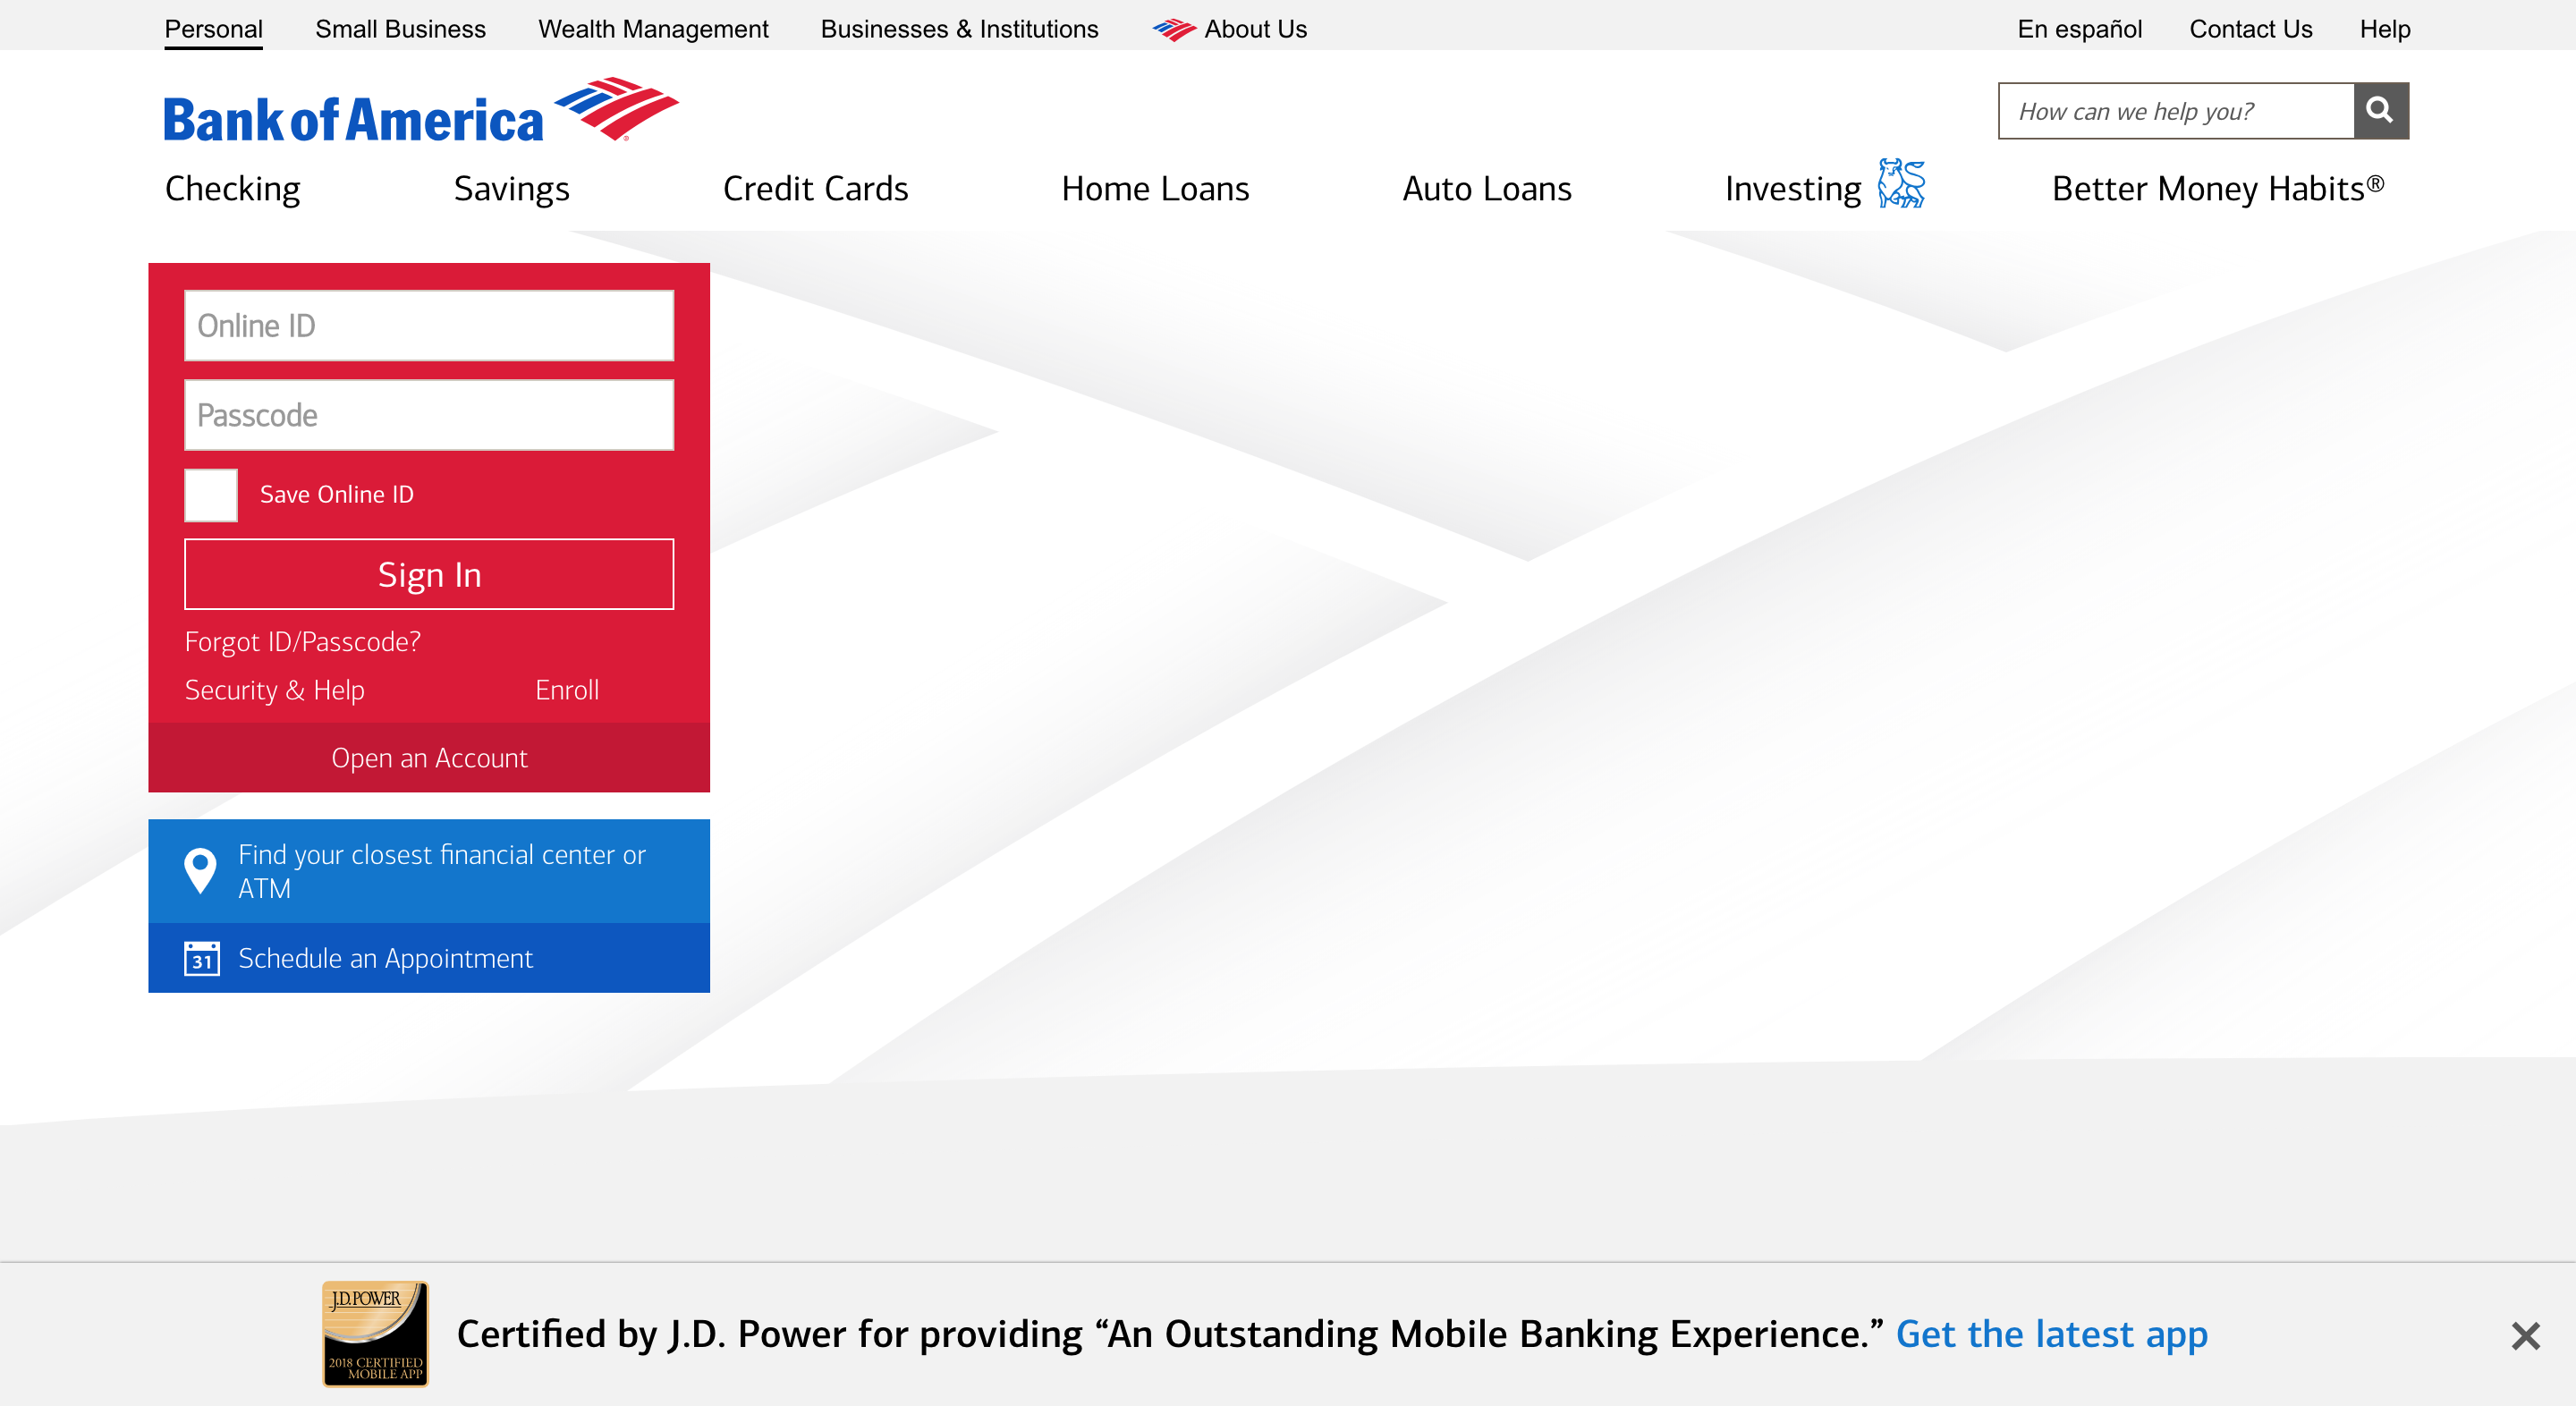 Personal Small Business Wealth Management Businesses & Institutions About Us En español Contact Us Help
Bank of America
How can we help you?
Checking Savings Credit Cards Home Loans Auto Loans Investing Better Money Habits®
Online ID
Passcode
Save Online ID
Sign In
Forgot ID/Passcode?
Security & Help Enroll
Open an Account
Find your closest financial center or
ATM
31 Schedule an Appointment
J.D.POWER
2018 CERTIFIED
MOBILE APP
Certified by J.D. Power for providing “An Outstanding Mobile Banking Experience.” Get the latest app